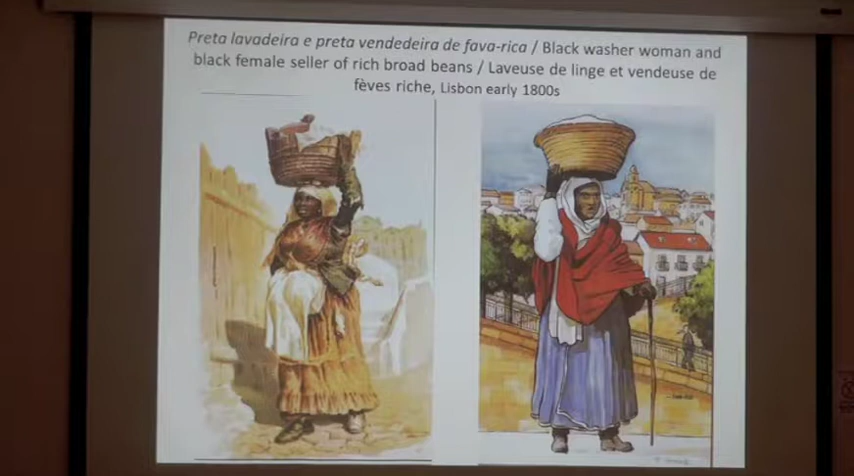 Preta lavadeira e preta vendedeira de fava-rica / Black washer woman and
black female seller of rich broad beans / Laveuse de linge et vendeuse de
fèves riche, Lisbon early 1800s